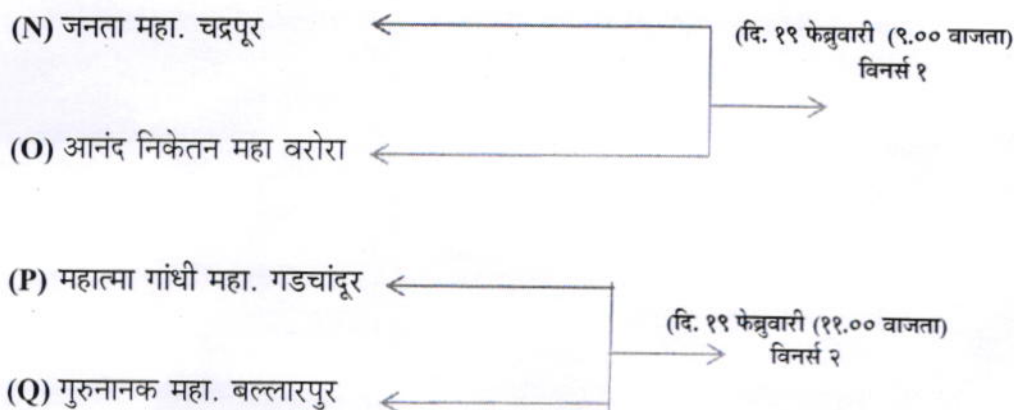 (N) जनता महा. चद्रपूर
(दि. १९ फेब्रुवारी (९.०० वाजता)
विनर्स १
(O) आनंद निकेतन महा वरोरा
(P) महात्मा गांधी महा. गडचांदूर
(दि. १९ फेब्रुवारी (११.०० वाजता)
विनर्स २
(Q) गुरुनानक महा. बल्लारपुर